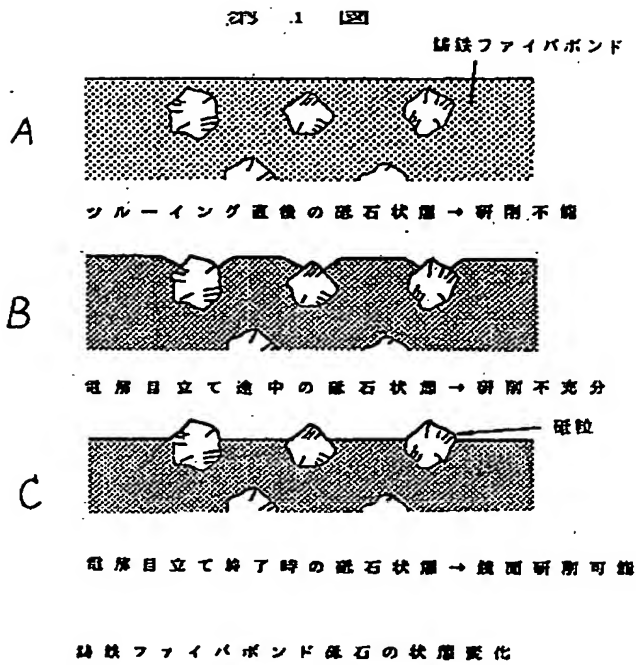 第 1 図
鋳鉄ファイバボンド
A
ツルーイング直後の砥石状態→研削不能
B
電解目立て途中の砥石状態→研削不充分
砥粒
C
電解目立て終了時の砥石状態→鏡面研削可能
鋳鉄ファイバボンド砥石の状態変化